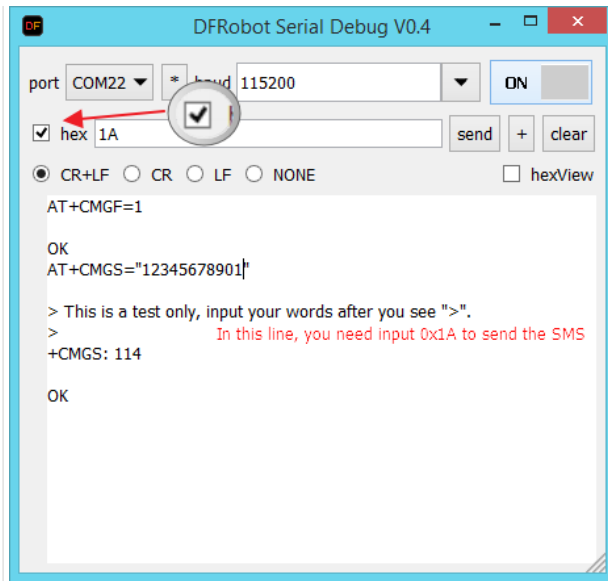 DF DFRobot Serial Debug V0.4
port COM22 * baud 115200 ON
hex 1A send + clear
CR+LF CR LF NONE hexView
AT+CMGF=1
OK
AT+CMGS="12345678901"
> This is a test only, input your words after you see ">".
> In this line, you need input 0x1A to send the SMS
+CMGS: 114
OK